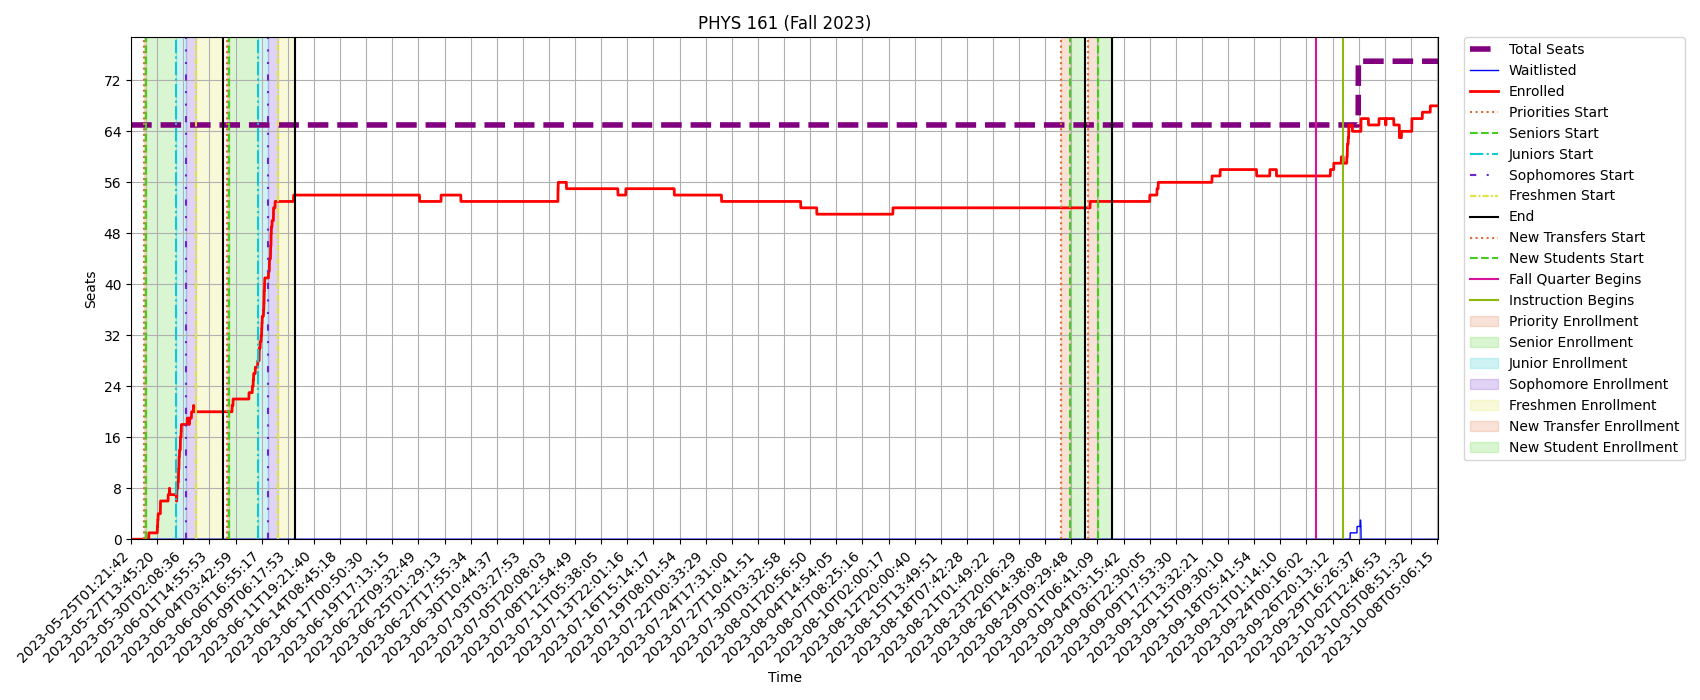 PHYS 161 (Fall 2023)
Seats
72
64
56
48
40
32
24
16
8
0
2023-05-25T01:21:42
2023-05-27T13:45:20
2023-05-30T02:08:36
2023-06-01T14:55:53
2023-06-04T03:42:59
2023-06-06T16:55:17
2023-06-09T06:17:53
2023-06-11T19:21:40
2023-06-14T08:45:18
2023-06-17T00:50:30
2023-06-19T17:13:15
2023-06-22T09:32:49
2023-06-25T01:29:13
2023-06-27T17:55:34
2023-06-30T10:44:37
2023-07-03T03:27:53
2023-07-05T20:08:03
2023-07-08T12:54:49
2023-07-11T05:38:05
2023-07-13T22:01:16
2023-07-16T15:14:17
2023-07-19T08:01:54
2023-07-22T00:33:29
2023-07-24T17:31:00
2023-07-27T10:41:51
2023-07-30T03:32:58
2023-08-01T20:56:50
2023-08-04T14:54:05
2023-08-07T08:25:16
2023-08-10T02:00:17
2023-08-12T20:00:40
2023-08-15T13:49:51
2023-08-18T07:42:28
2023-08-21T01:49:22
2023-08-23T20:06:29
2023-08-26T14:38:08
2023-08-29T09:29:48
2023-09-01T06:41:09
2023-09-04T03:15:42
2023-09-06T22:30:05
2023-09-09T17:53:30
2023-09-12T13:32:21
2023-09-15T09:30:10
2023-09-18T05:41:54
2023-09-21T01:14:10
2023-09-24T00:16:02
2023-09-26T20:13:12
2023-09-29T16:26:37
2023-10-02T12:46:53
2023-10-05T08:51:32
2023-10-08T05:06:15
Time
Total Seats
Waitlisted
Enrolled
Priorities Start
Seniors Start
Juniors Start
Sophomores Start
Freshmen Start
End
New Transfers Start
New Students Start
Fall Quarter Begins
Instruction Begins
Priority Enrollment
Senior Enrollment
Junior Enrollment
Sophomore Enrollment
Freshmen Enrollment
New Transfer Enrollment
New Student Enrollment